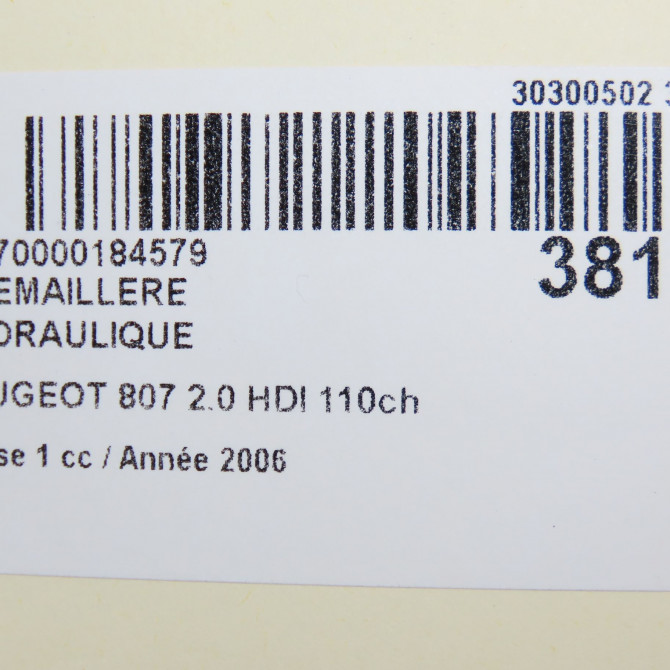 30300502 3
381
70000184579
EMAILLERE
DRAULIQUE
UGEOT 807 2.0 HDI 110ch
se 1 cc / Année 2006